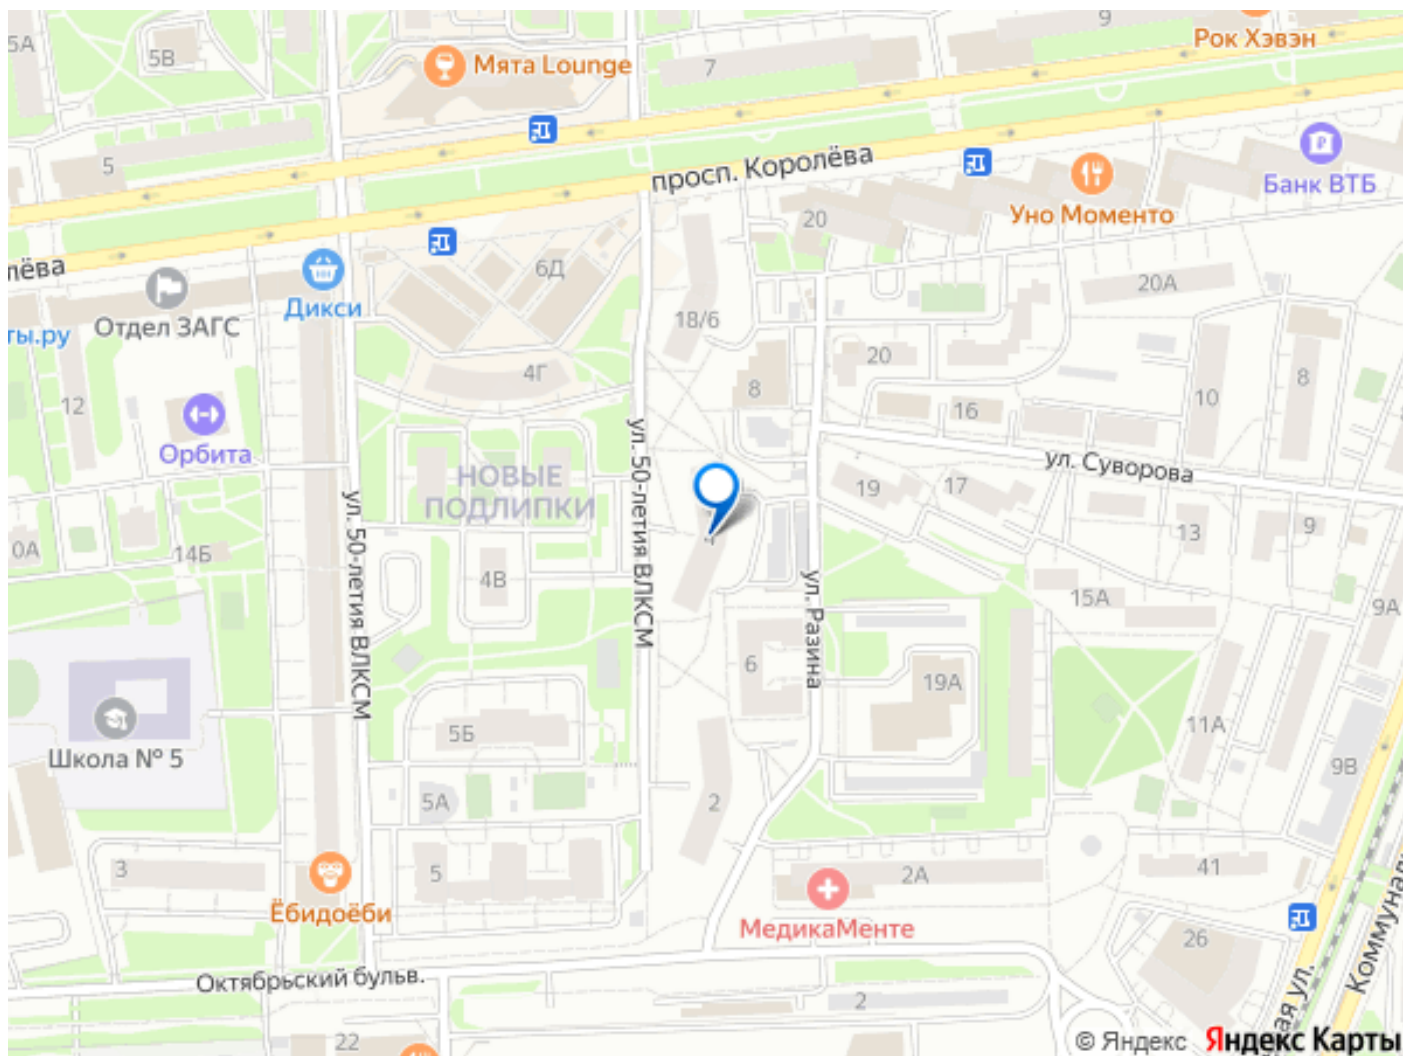 9
5А
5В
Мята Lounge
7
Рок Хэвэн
5
просп. Королёва
Банк ВТБ
Уно Моменто
20
лёва
6Д
20А
Отдел ЗАГС
Дикси
18/6
ты.ру
20
4Г
8
8
12
16
10
Орбита
НОВЫЕ
ПОДЛИПКИ
ул. 50-летия ВЛКСМ
ул. Суворова
19
17
ул. 50-летия ВЛКСМ
13
9
0А
14Б
4В
ул. Разина
15А
9А
6
19А
Школа № 5
5Б
11А
9В
5А
2
3
5
Ёбидоёби
2А
41
МедикаМенте
26
Октябрьский бульв.
2
22
ая ул.
Коммунал
© Яндекс Яндекс Карты